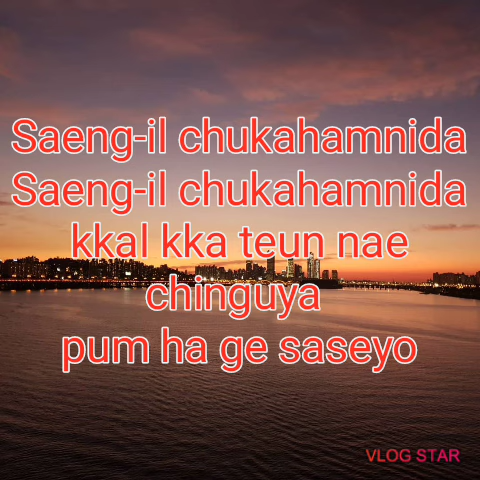 Saeng-il chukahamnida
Saeng-il chukahamnida
kkal kka teun nae
chinguya
pum ha ge saseyo
VLOG STAR